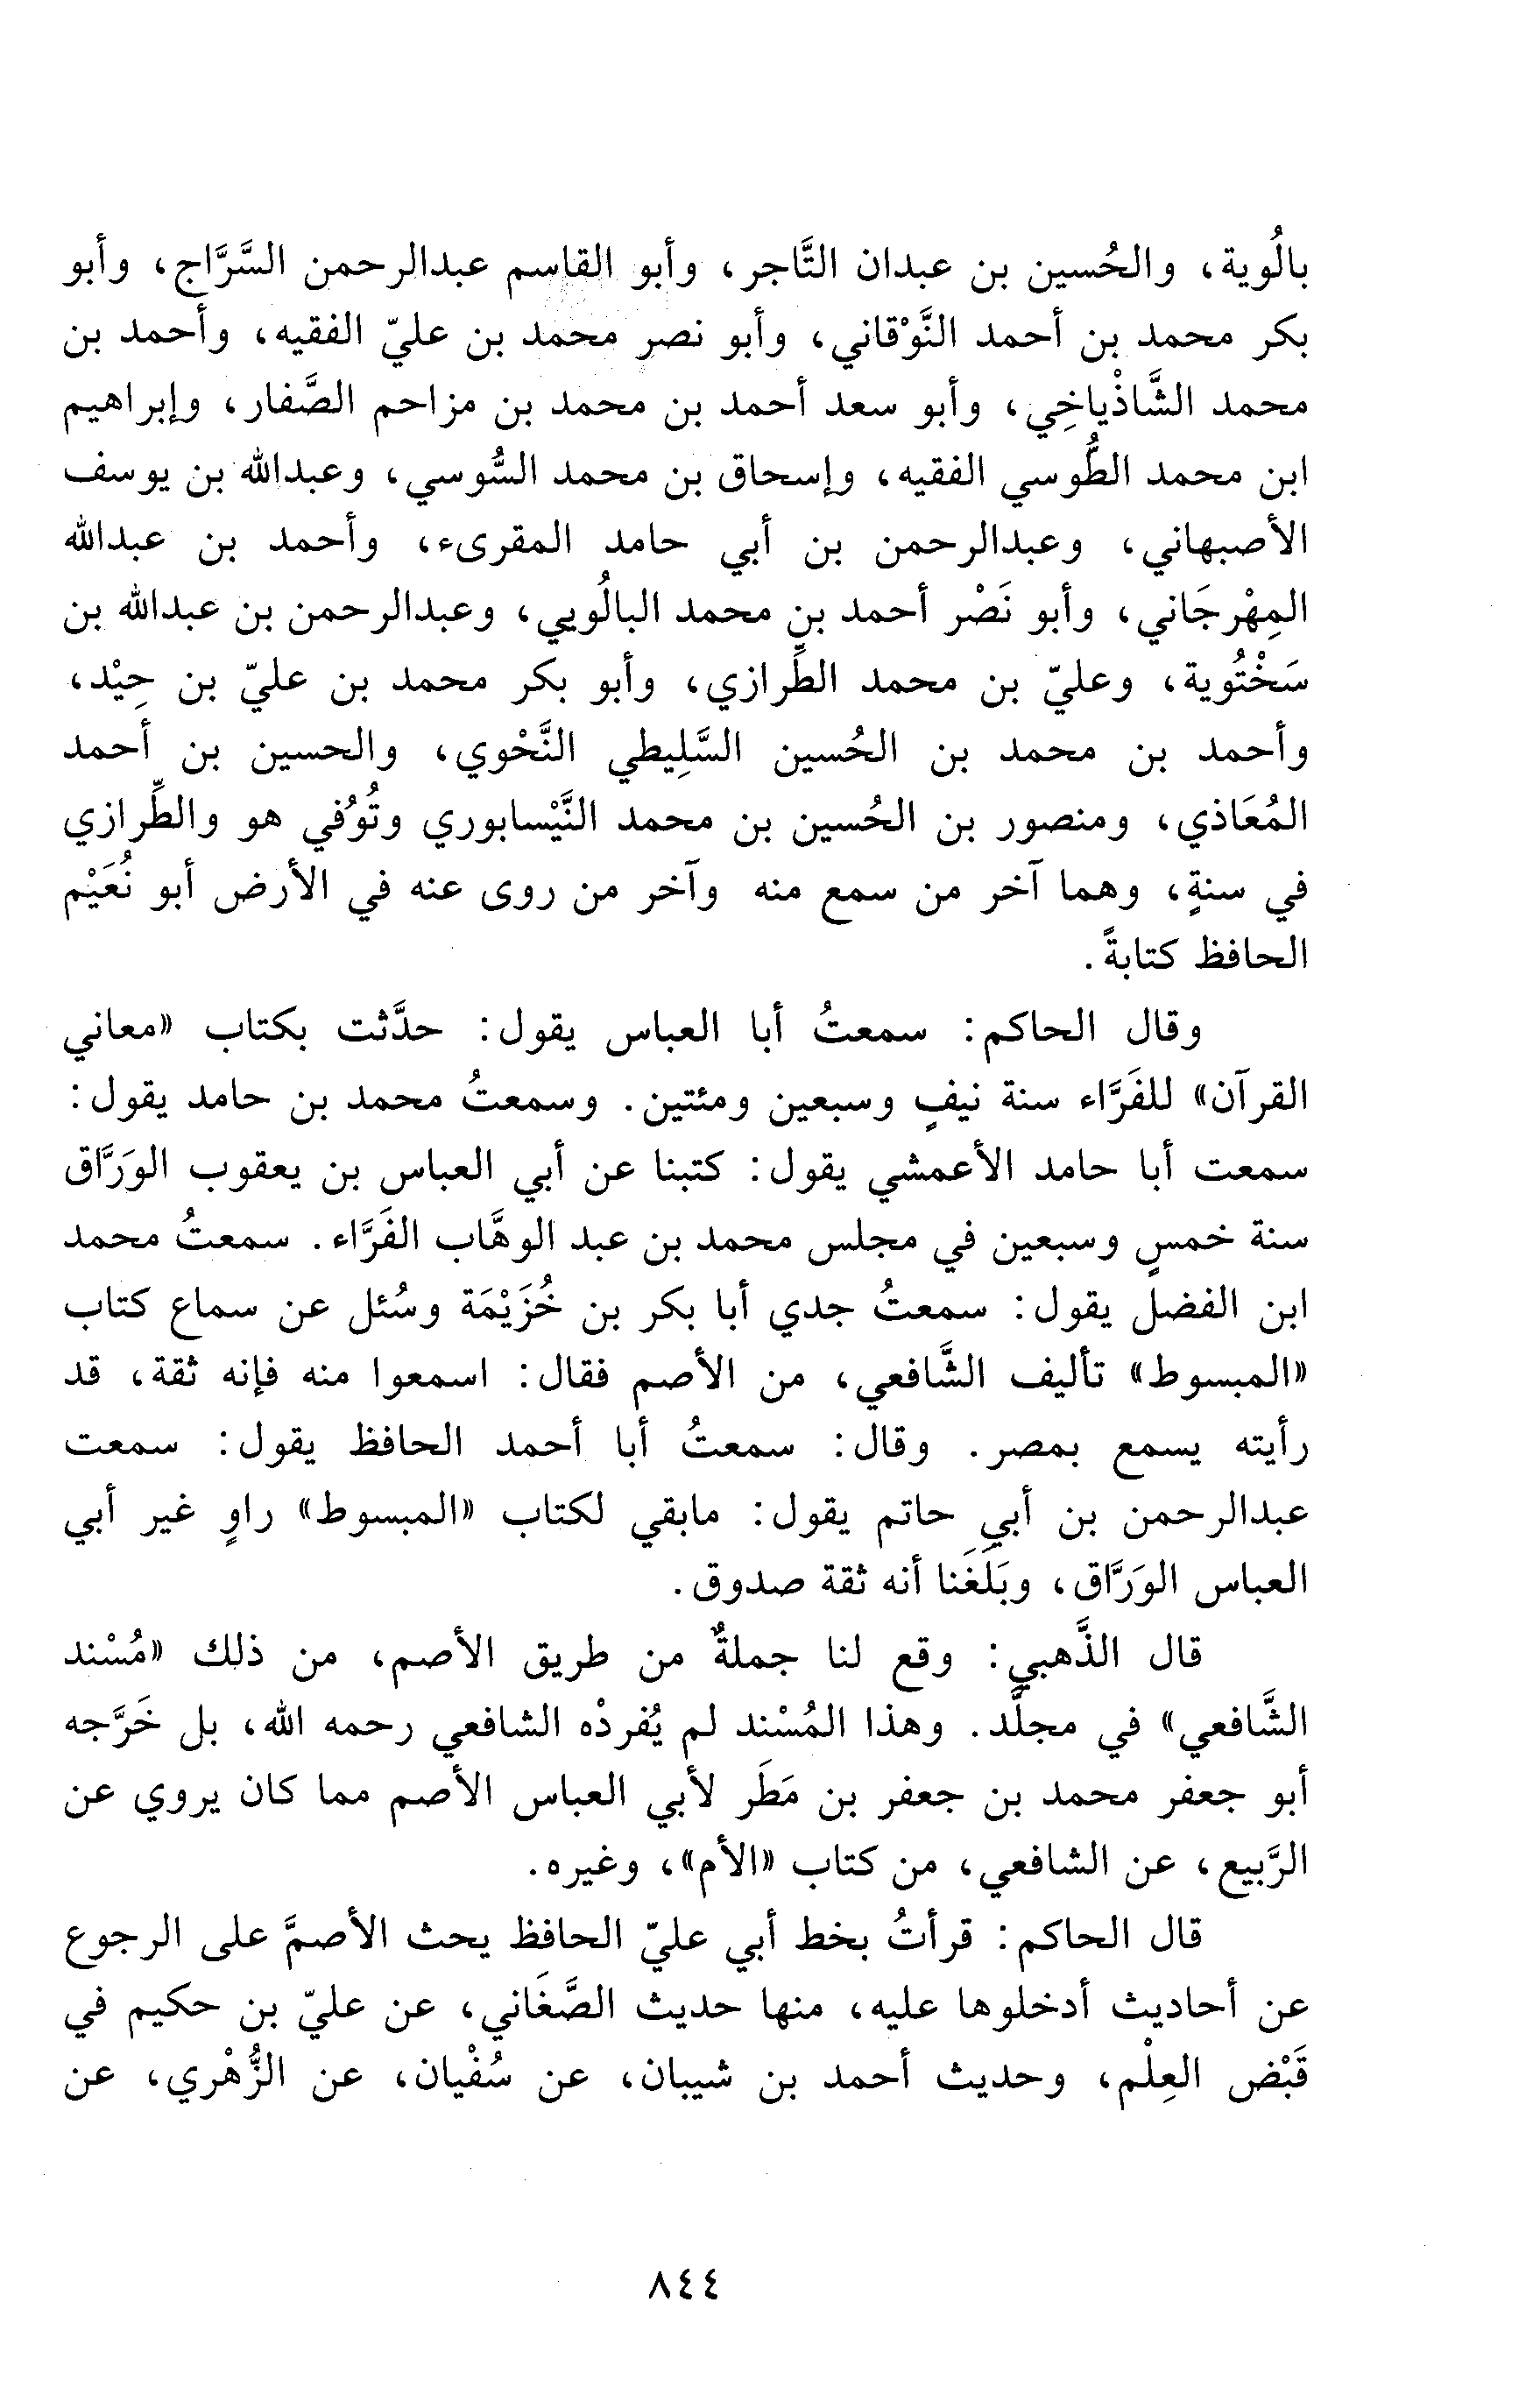 بالُوية، والحُسين بن عبدان التَّاجر، وأبو القاسم عبدالرحمن السَّرَّاج، وأبو
بكر محمد بن أحمد النَّوْقاني، وأبو نصر محمد بن عليّ الفقيه، وأحمد بن
محمد الشَّاذْياخِي، وأبو سعد أحمد بن محمد بن مزاحم الصَّفار، وإبراهيم
ابن محمد الطُّوسي الفقيه، وإسحاق بن محمد السُّوسي، وعبدالله بن يوسف
الأصبهاني، وعبدالرحمن بن أبي حامد المقرىء، وأحمد بن عبدالله
المِهْرجَاني، وأبو نَصْر أحمد بن محمد البالُويي، وعبدالرحمن بن عبدالله بن
سَخْتُوية، وعليّ بن محمد الطِّرازي، وأبو بكر محمد بن عليّ بن حِيْد،
وأحمد بن محمد بن الحُسين السَّلِيطي النَّحْوي، والحسين بن أحمد
المُعَاذي، ومنصور بن الحُسين بن محمد النَّيْسابوري وتُوُفي هو والطِّرازي
في سنةٍ، وهما آخر من سمع منه وآخر من روى عنه في الأرض أبو نُعَيْم
الحافظ كتابةً.
وقال الحاكم: سمعتُ أبا العباس يقول: حدَّثت بكتاب «معاني
القرآن» للفَرَّاء سنة نيفٍ وسبعين ومئتين. وسمعتُ محمد بن حامد يقول:
سمعت أبا حامد الأعمشي يقول: كتبنا عن أبي العباس بن يعقوب الورَرَّاق
سنة خمسٍ وسبعين في مجلس محمد بن عبد الوهَّاب الفَرَّاء. سمعتُ محمد
ابن الفضل يقول: سمعتُ جدي أبا بكر بن خُزَيْمَة وسُئل عن سماع كتاب
«المبسوط» تأليف الشَّافعي، من الأصم فقال: اسمعوا منه فإنه ثقة، قد
رأيته يسمع بمصر. وقال: سمعتُ أبا أحمد الحافظ يقول: سمعت
عبدالرحمن بن أبي حاتم يقول: مابقي لكتاب «المبسوط» راوٍ غير أبي
العباس الورَّاق، وبَلَغَنا أنه ثقة صدوق.
قال الذَّهبي: وقع لنا جملةٌ من طريق الأصم، من ذلك «مُسْند
الشَّافعي» في مجلَّد. وهذا المُسْند لم يُفردْه الشافعي رحمه الله، بل خَرَّجه
أبو جعفر محمد بن جعفر بن مَطَر لأبي العباس الأصم مما كان يروي عن
الرَّبيع، عن الشافعي، من كتاب «الأم»، وغيره.
قال الحاكم: قرأتُ بخط أبي عليّ الحافظ يحث الأصمَّ على الرجوع
عن أحاديث أدخلوها عليه، منها حديث الصَّغَاني، عن عليّ بن حكيم في
قَبْض العِلْم، وحديث أحمد بن شيبان، عن سُفْيان، عن الزُّهْري، عن
٨٤٤